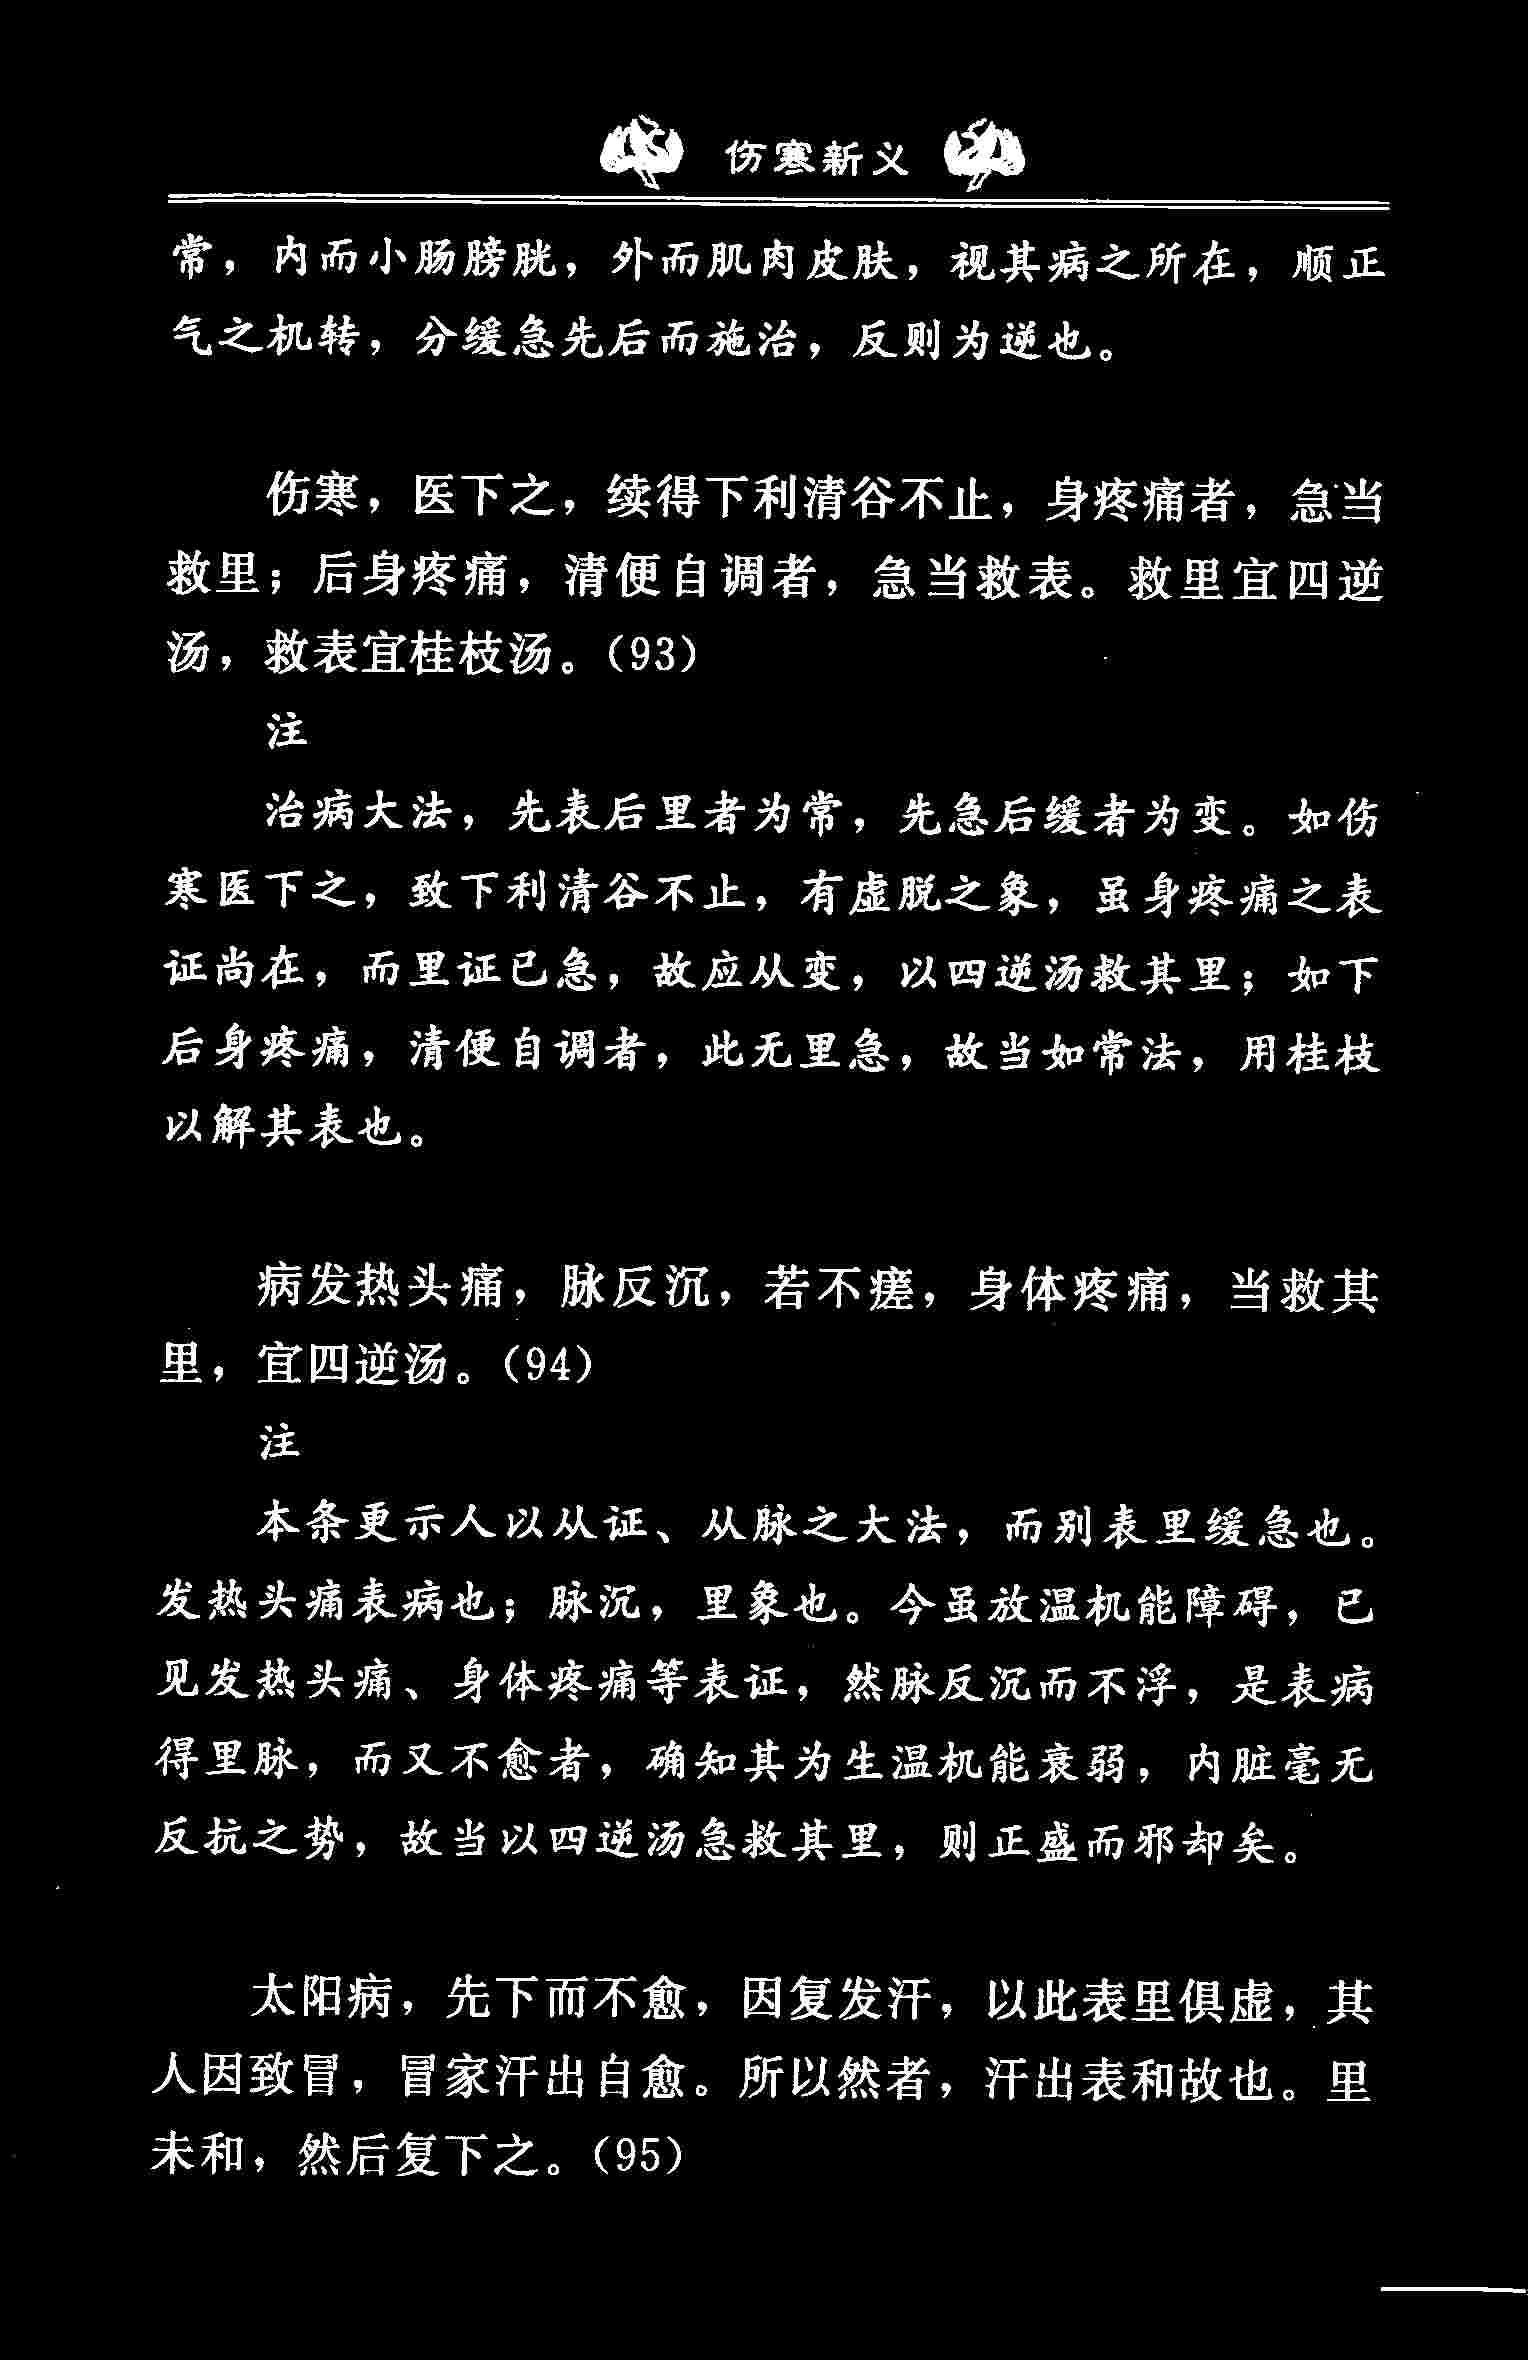 伤寒新义
常，内而小肠膀胱，外而肌肉皮肤，视其病之所在，顺正
气之机转，分缓急先后而施治，反则为逆也。
伤寒，医下之，续得下利清谷不止，身疼痛者，急当
救里；后身疼痛，清便自调者，急当救表。救里宜四逆
汤，救表宜桂枝汤。（93）
注
治病大法，先表后里者为常，先急后缓者为变。如伤
寒医下之，致下利清谷不止，有虚脱之象，虽身疼痛之表
证尚在，而里证已急，故应从变，以四逆汤救其里；如下
后身疼痛，清便自调者，此无里急，故当如常法，用桂枝
以解其表也。
病发热头痛，脉反沉，若不瘥，身体疼痛，当救其
里，宜四逆汤。（94）
注
本条更示人以从证、从脉之大法，而别表里缓急也。
发热头痛表病也；脉沉，里象也。今虽放温机能障碍，已
见发热头痛、身体疼痛等表证，然脉反沉而不浮，是表病
得里脉，而又不愈者，确知其为生温机能衰弱，内脏毫无
反抗之势，故当以四逆汤急救其里，则正盛而邪却矣。
太阳病，先下而不愈，因复发汗，以此表里俱虚，其
人因致冒，冒家汗出自愈。所以然者，汗出表和故也。里
未和，然后复下之。（95）